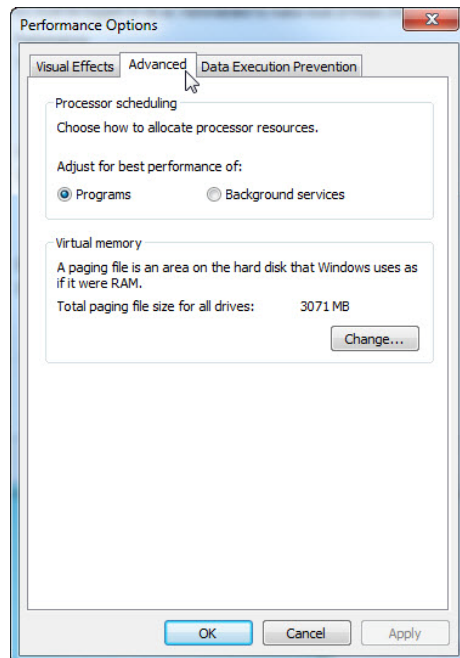 Performance Options
Visual Effects
Advanced
Data Execution Prevention
Processor scheduling
Choose how to allocate processor resources.
Adjust for best performance of:
Programs
Background services
Virtual memory
A paging file is an area on the hard disk that Windows uses as
if it were RAM.
Total paging file size for all drives: 3071 MB
Change...
OK
Cancel
Apply